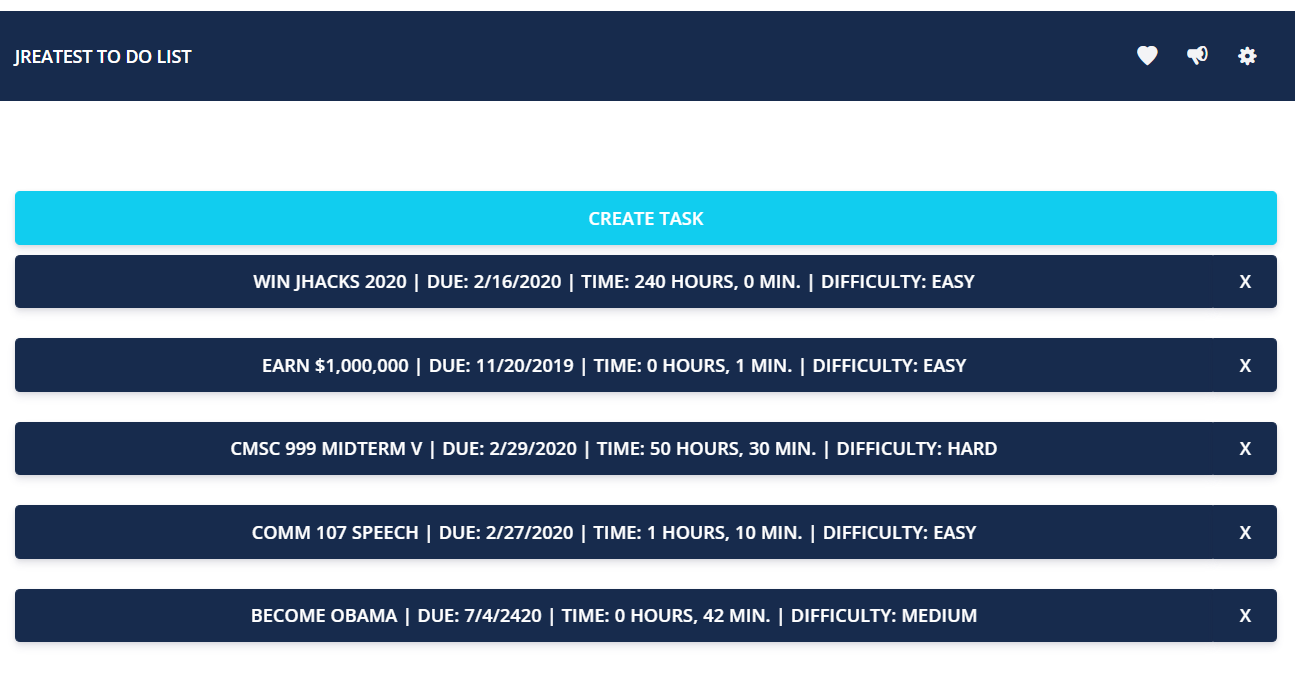 JREATEST TO DO LIST
CREATE TASK
WIN JHACKS 2020 | DUE: 2/16/2020 | TIME: 240 HOURS, 0 MIN. | DIFFICULTY: EASY X
EARN $1,000,000 | DUE: 11/20/2019 | TIME: 0 HOURS, 1 MIN. | DIFFICULTY: EASY X
CMSC 999 MIDTERM V | DUE: 2/29/2020 | TIME: 50 HOURS, 30 MIN. | DIFFICULTY: HARD X
COMM 107 SPEECH | DUE: 2/27/2020 | TIME: 1 HOURS, 10 MIN. | DIFFICULTY: EASY X
BECOME OBAMA | DUE: 7/4/2420 | TIME: 0 HOURS, 42 MIN. | DIFFICULTY: MEDIUM X